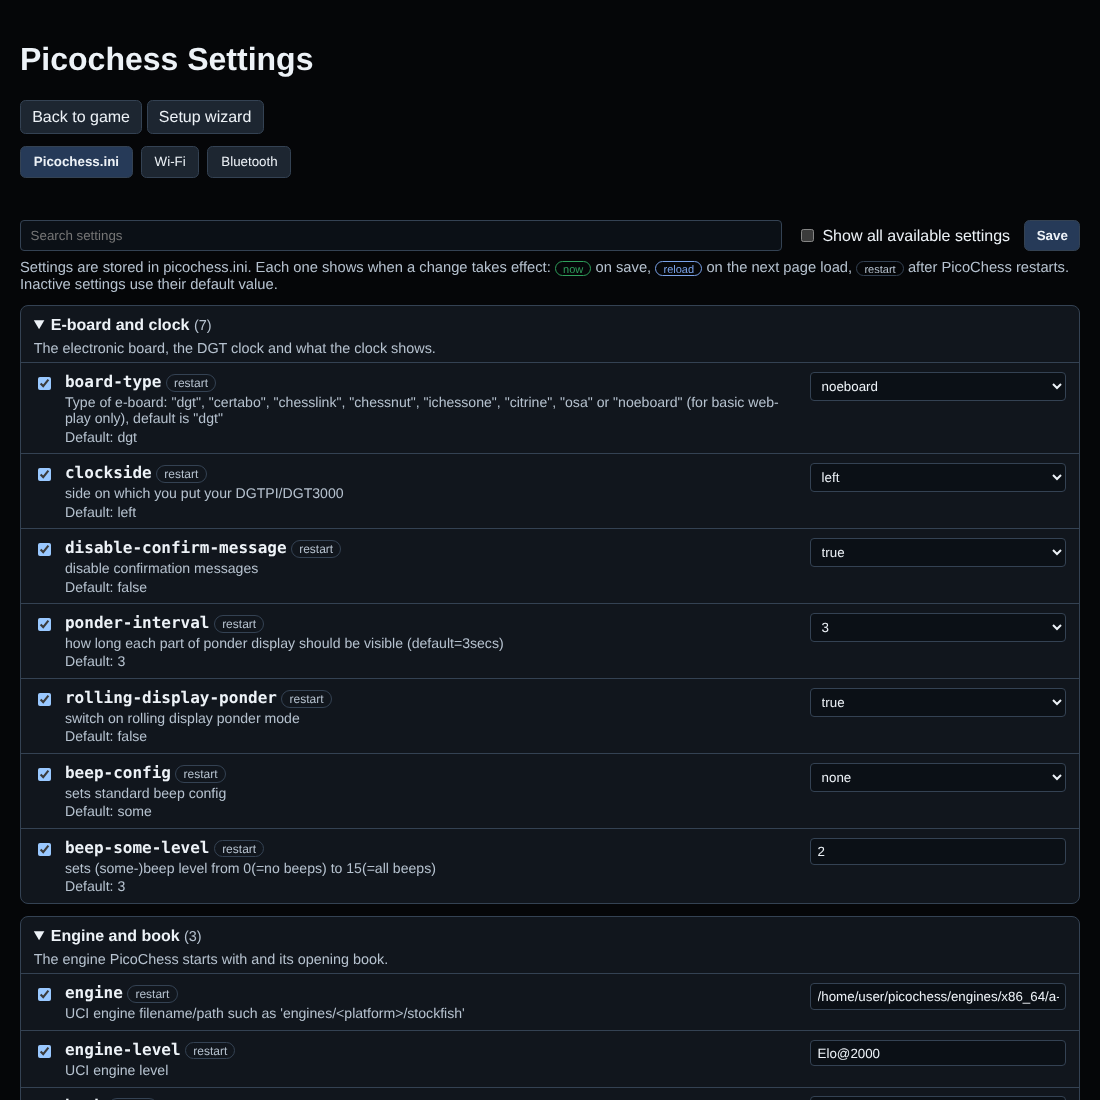 Picochess Settings
Back to game Setup wizard
Picochess.ini Wi-Fi Bluetooth
Search settings Show all available settings Save
Settings are stored in picochess.ini. Each one shows when a change takes effect: now on save, reload on the next page load, restart after PicoChess restarts.
Inactive settings use their default value.
E-board and clock (7)
The electronic board, the DGT clock and what the clock shows.
board-type restart noeboard
Type of e-board: "dgt", "certabo", "chesslink", "chessnut", "ichessone", "citrine", "osa" or "noeboard" (for basic web-
play only), default is "dgt"
Default: dgt
clockside restart left
side on which you put your DGTPI/DGT3000
Default: left
disable-confirm-message restart true
disable confirmation messages
Default: false
ponder-interval restart 3
how long each part of ponder display should be visible (default=3secs)
Default: 3
rolling-display-ponder restart true
switch on rolling display ponder mode
Default: false
beep-config restart none
sets standard beep config
Default: some
beep-some-level restart 2
sets (some-)beep level from 0(=no beeps) to 15(=all beeps)
Default: 3
Engine and book (3)
The engine PicoChess starts with and its opening book.
engine restart /home/user/picochess/engines/x86_64/a-
UCI engine filename/path such as 'engines/<platform>/stockfish'
engine-level restart Elo@2000
UCI engine level